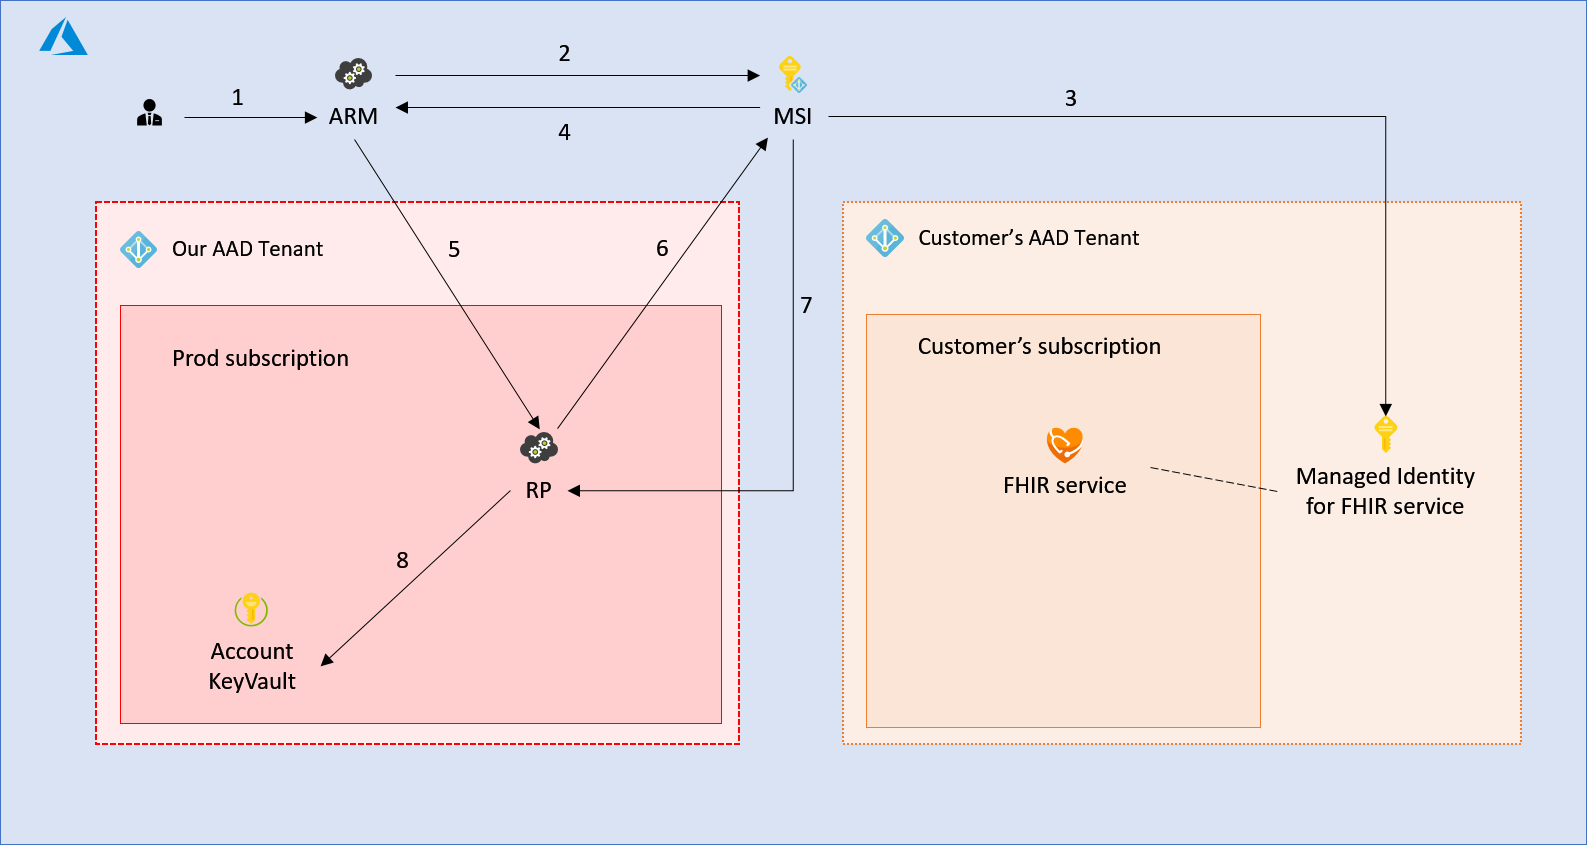 2
1
ARM
4
MSI
3
Our AAD Tenant
5
6
Customer’s AAD Tenant
7
Prod subscription
Customer’s subscription
RP
FHIR service
Managed Identity
for FHIR service
8
Account
KeyVault